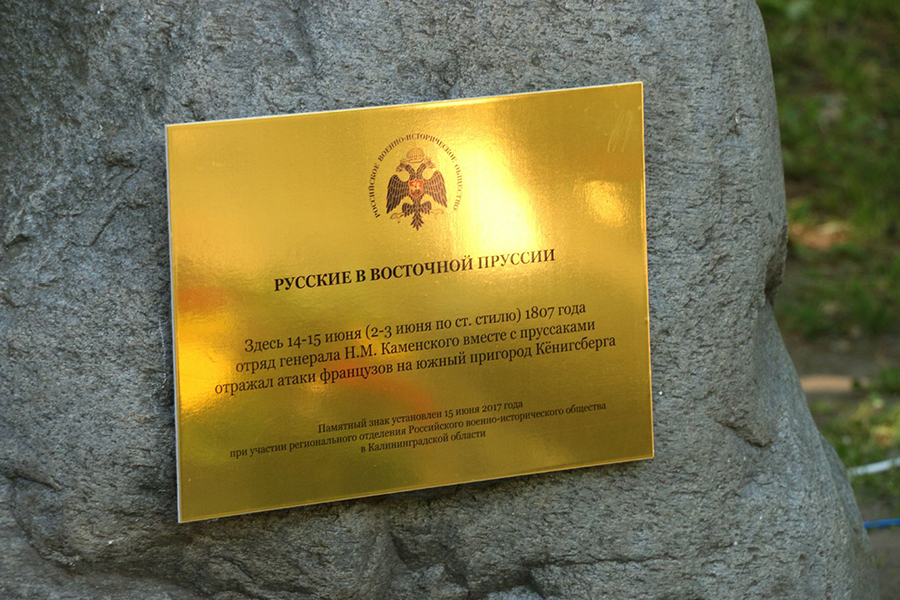 РОССИЙСКОЕ ВОЕННО-ИСТОРИЧЕСКОЕ ОБЩЕСТВО
РУССКИЕ В ВОСТОЧНОЙ ПРУССИИ
Здесь 14-15 июня (2-3 июня по ст. стилю) 1807 года
отряд генерала Н.М. Каменского вместе с пруссаками
отражал атаки французов на южный пригород Кёнигсберга
Памятный знак установлен 15 июня 2017 года
при участии регионального отделения Российского военно-исторического общества
в Калининградской области